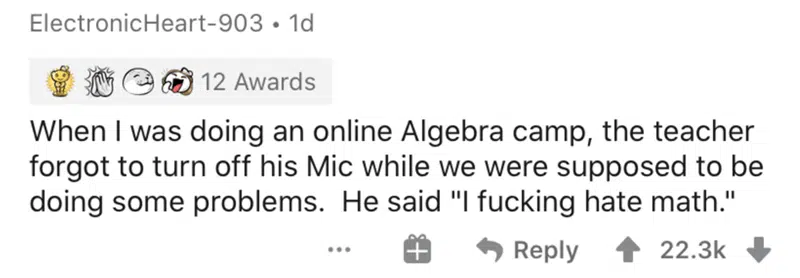 ElectronicHeart-903 • 1d
12 Awards
When I was doing an online Algebra camp, the teacher
forgot to turn off his Mic while we were supposed to be
doing some problems.  He said "I fucking hate math."
••• Reply 22.3k